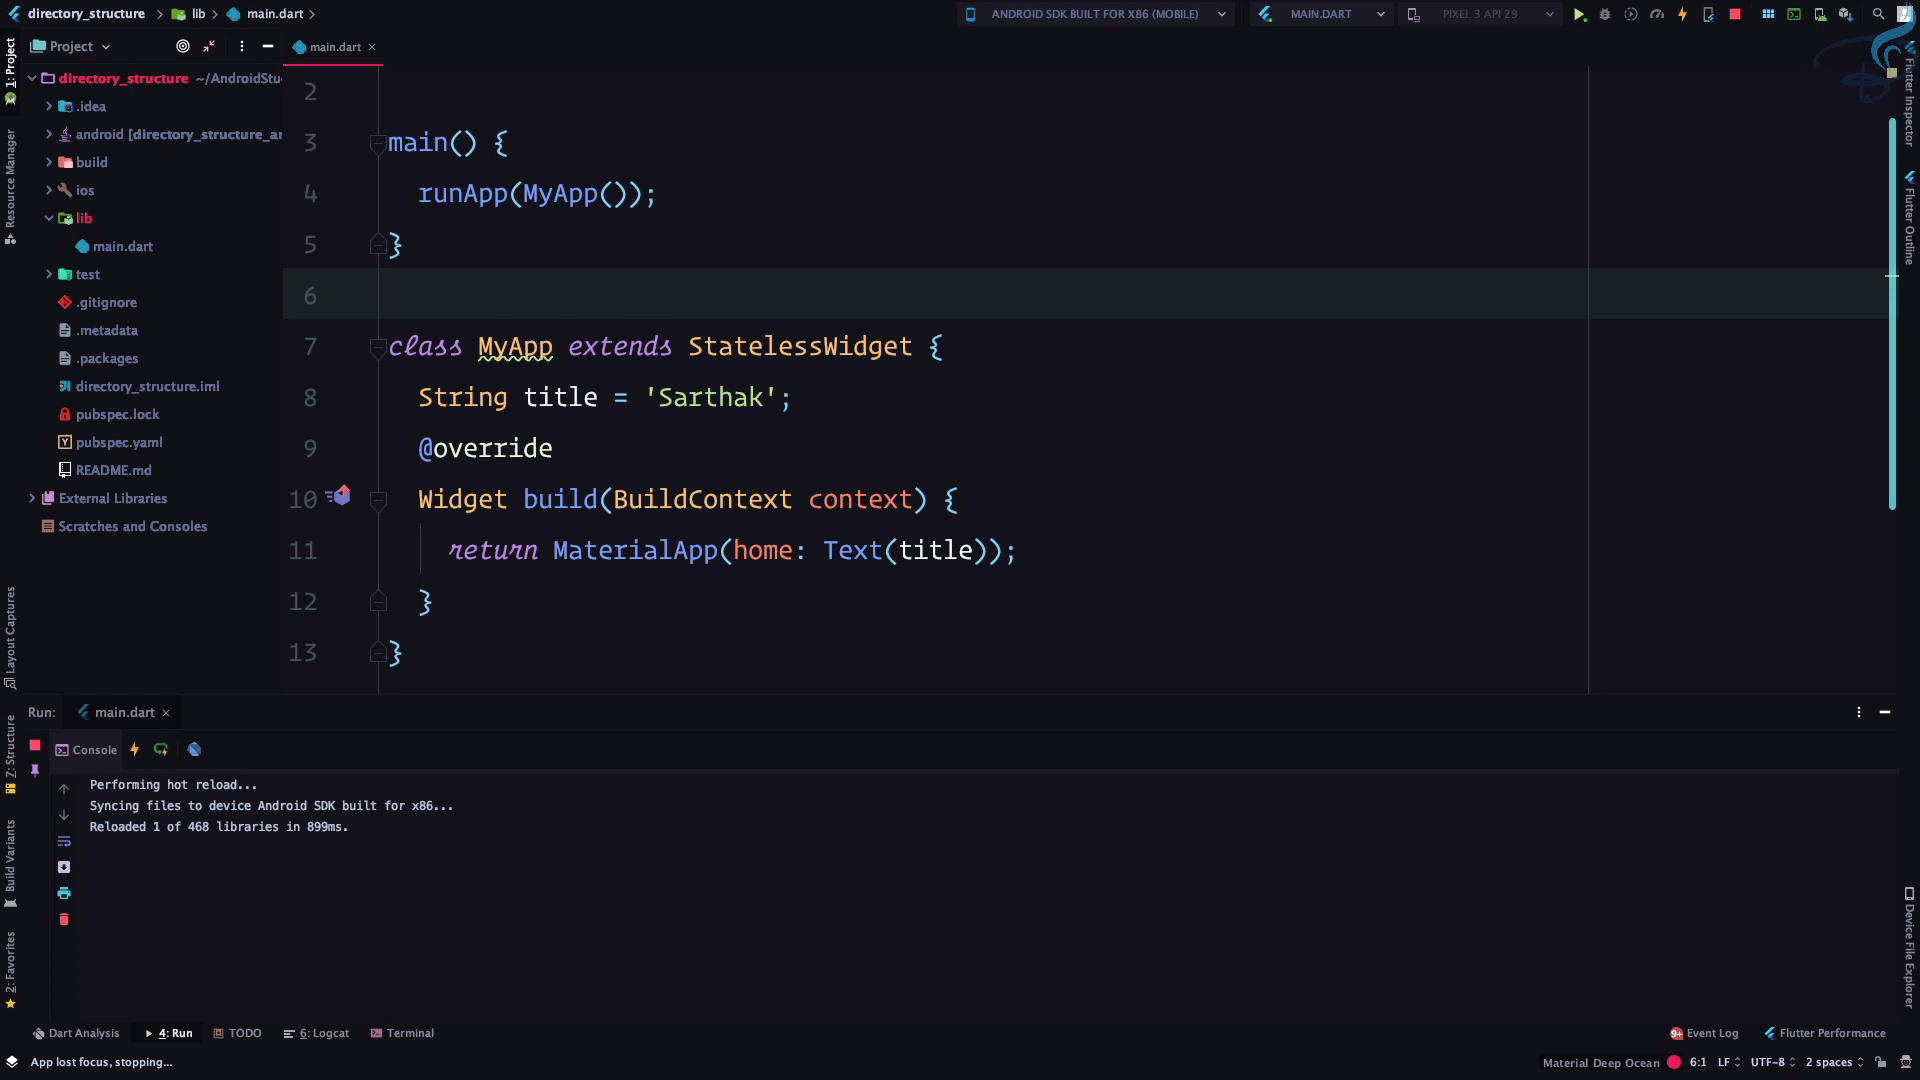 directory_structure lib main.dart ANDROID SDK BUILT FOR X86 (MOBILE) MAIN.DART PIXEL 3 API 29
Project main.dart
1: Project
Resource Manager
Layout Captures
Z: Structure
Build Variants
2: Favorites
directory_structure ~/AndroidStu
.idea
android [directory_structure_an
build
ios
lib
main.dart
test
.gitignore
.metadata
.packages
directory_structure.iml
pubspec.lock
pubspec.yaml
README.md
External Libraries
Scratches and Consoles
2
3 main() {
4 runApp(MyApp());
5 }
6
7 class MyApp extends StatelessWidget {
8 String title = 'Sarthak';
9 @override
10 Widget build(BuildContext context) {
11 return MaterialApp(home: Text(title));
12 }
13 }
Flutter Inspector
Flutter Outline
Device File Explorer
Run: main.dart
Console
Performing hot reload...
Syncing files to device Android SDK built for x86...
Reloaded 1 of 468 libraries in 899ms.
Dart Analysis 4: Run TODO 6: Logcat Terminal 9+ Event Log Flutter Performance
App lost focus, stopping... Material Deep Ocean 6:1 LF UTF-8 2 spaces